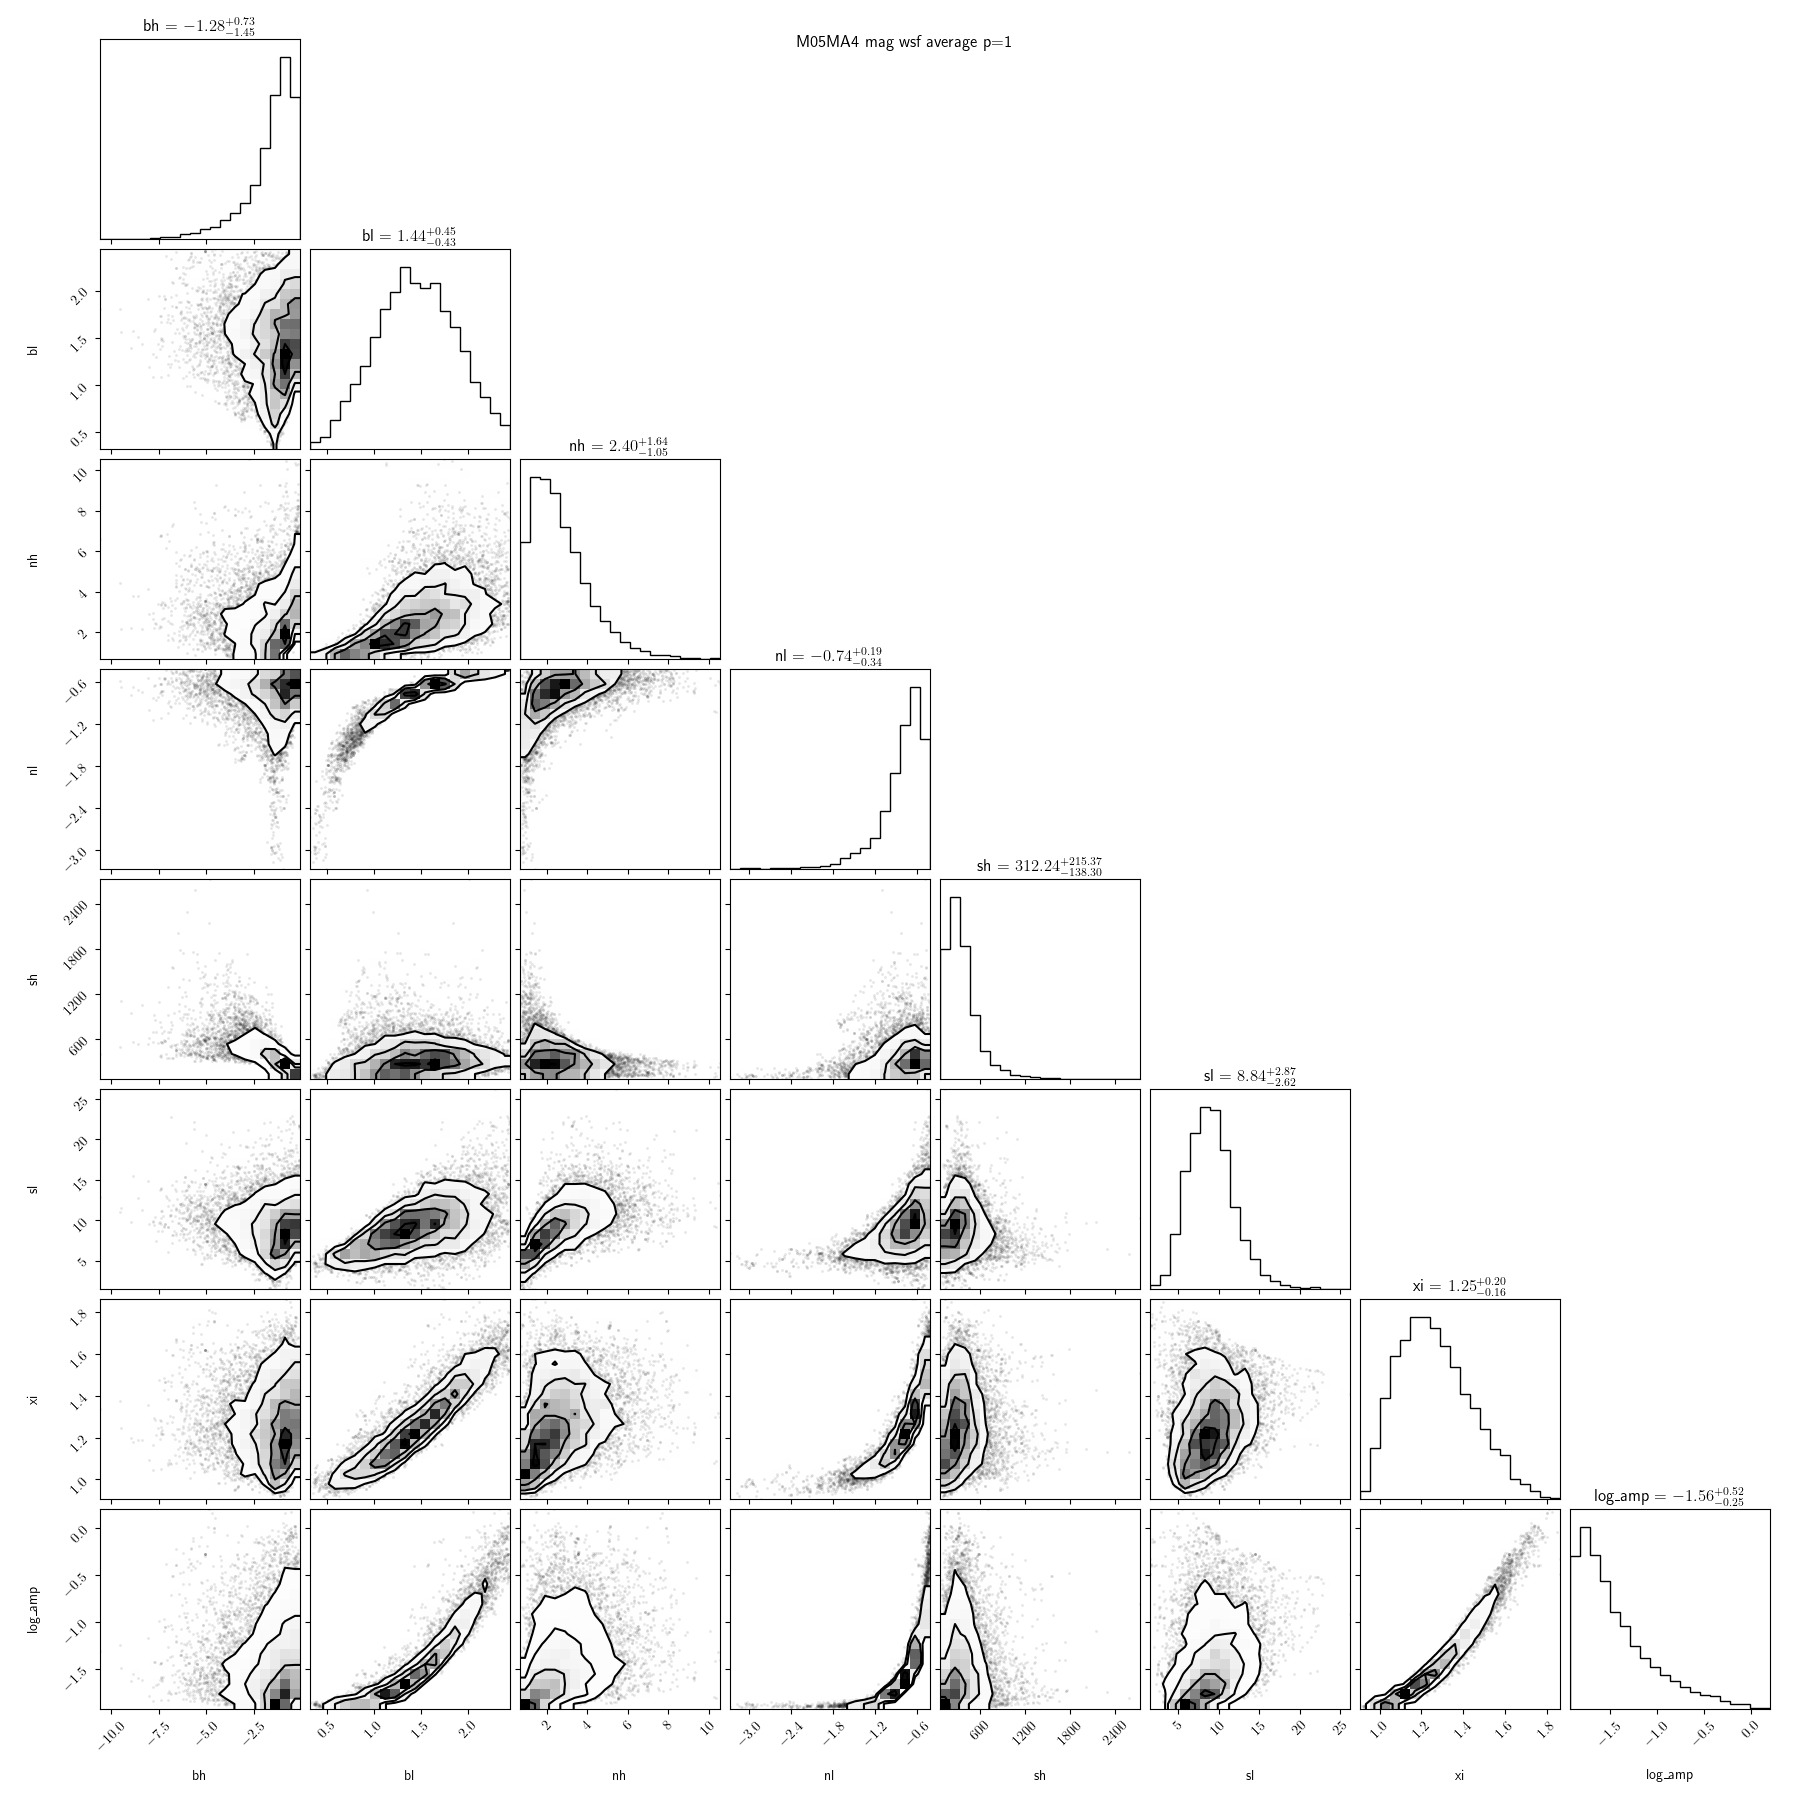 bh = −1.28+0.73 −1.45
M05MA4 mag wsf average p=1
bl = 1.44+0.45 −0.43
2.0
1.5
1.0
0.5
bl
nh = 2.40+1.64 −1.05
10
8
6
4
2
nh
nl = −0.74+0.19 −0.34
−0.6
−1.2
−1.8
−2.4
−3.0
nl
sh = 312.24+215.37 −138.30
2400
1800
1200
600
sh
sl = 8.84+2.87 −2.62
25
20
15
10
5
sl
xi = 1.25+0.20 −0.16
1.8
1.6
1.4
1.2
1.0
xi
log_amp = −1.56+0.52 −0.25
0.0
−0.5
−1.0
−1.5
log_amp
−10.0 −7.5 −5.0 −2.5 0.5 1.0 1.5 2.0 2 4 6 8 10 −3.0 −2.4 −1.8 −1.2 −0.6 600 1200 1800 2400 5 10 15 20 25 1.0 1.2 1.4 1.6 1.8 −1.5 −1.0 −0.5 0.0
bh bl nh nl sh sl xi log_amp